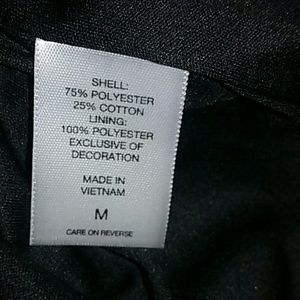 SHELL:
75% POLYESTER
25% COTTON
LINING:
100% POLYESTER
EXCLUSIVE OF
DECORATION
MADE IN
VIETNAM
M
CARE ON REVERSE